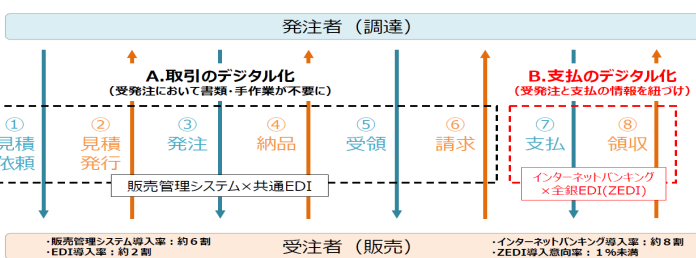 発注者（調達）
A.取引のデジタル化
（受発注において書類・手作業が不要に）
B.支払のデジタル化
（受発注と支払の情報を紐づけ）
①
見積
依頼
②
見積
発行
③
発注
④
納品
⑤
受領
⑥
請求
⑦
支払
⑧
領収
販売管理システム×共通EDI
インターネットバンキング
×全銀EDI(ZEDI)
・販売管理システム導入率：約６割
・EDI導入率：約２割
受注者（販売）
・インターネットバンキング導入率：約８割
・ZEDI導入意向率：１％未満